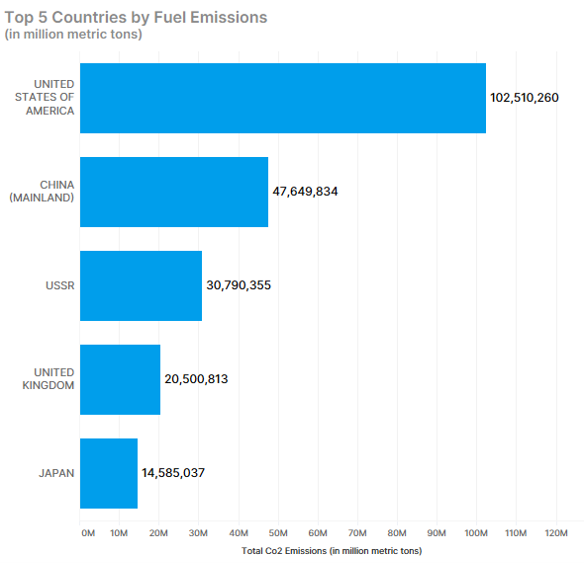 Top 5 Countries by Fuel Emissions
(in million metric tons)
UNITED
STATES OF
AMERICA
102,510,260
CHINA
(MAINLAND)
47,649,834
USSR
30,790,355
UNITED
KINGDOM
20,500,813
JAPAN
14,585,037
0M 10M 20M 30M 40M 50M 60M 70M 80M 90M 100M 110M 120M
Total Co2 Emissions (in million metric tons)